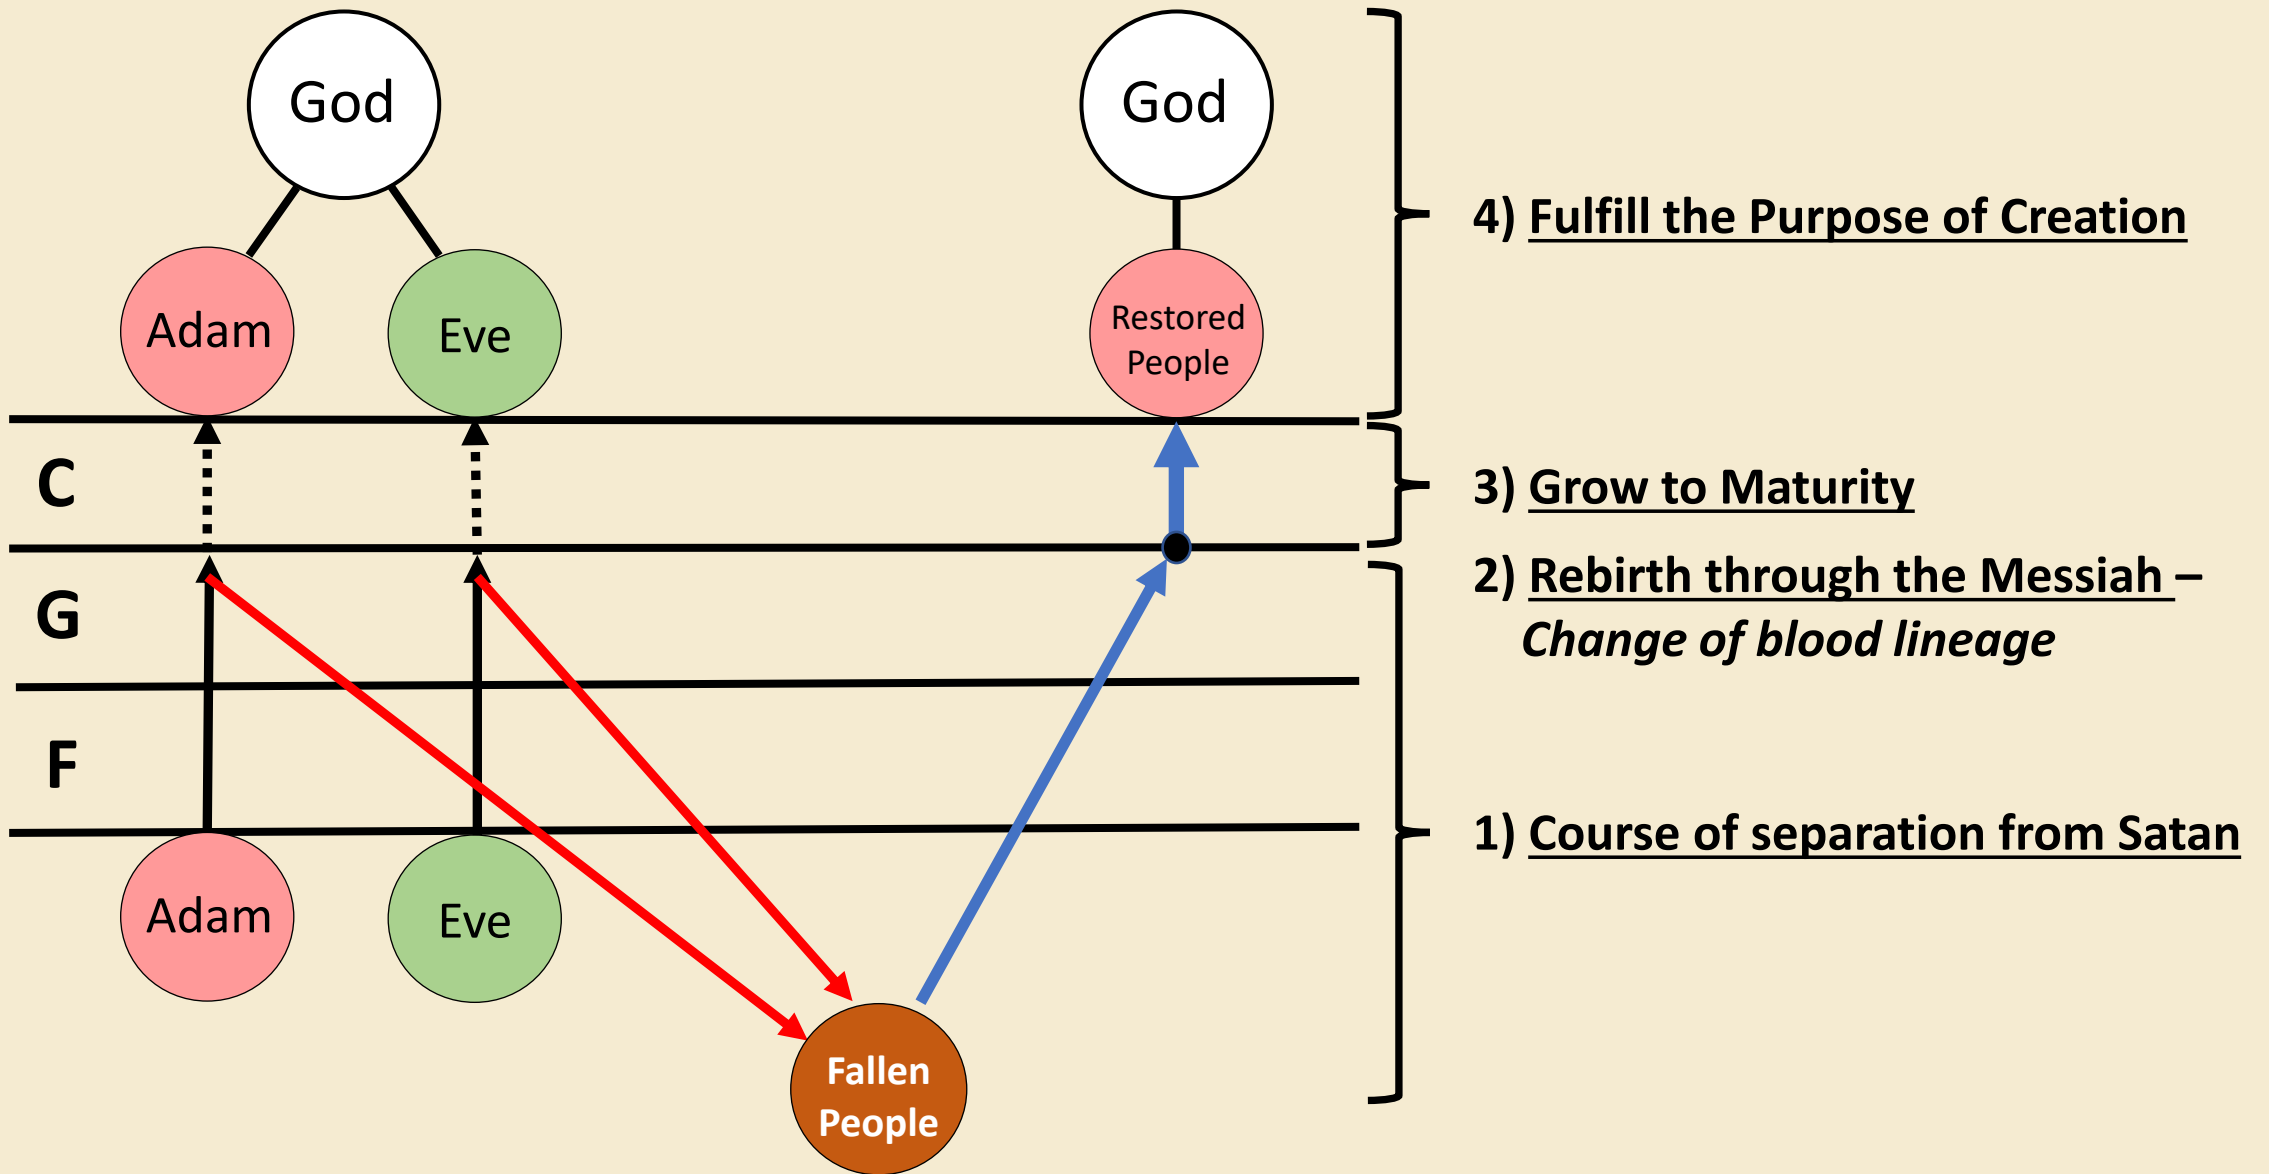 God
God
Adam
Eve
Restored
People
4) Fulfill the Purpose of Creation
C
3) Grow to Maturity
G
2) Rebirth through the Messiah –
Change of blood lineage
F
1) Course of separation from Satan
Adam
Eve
Fallen
People